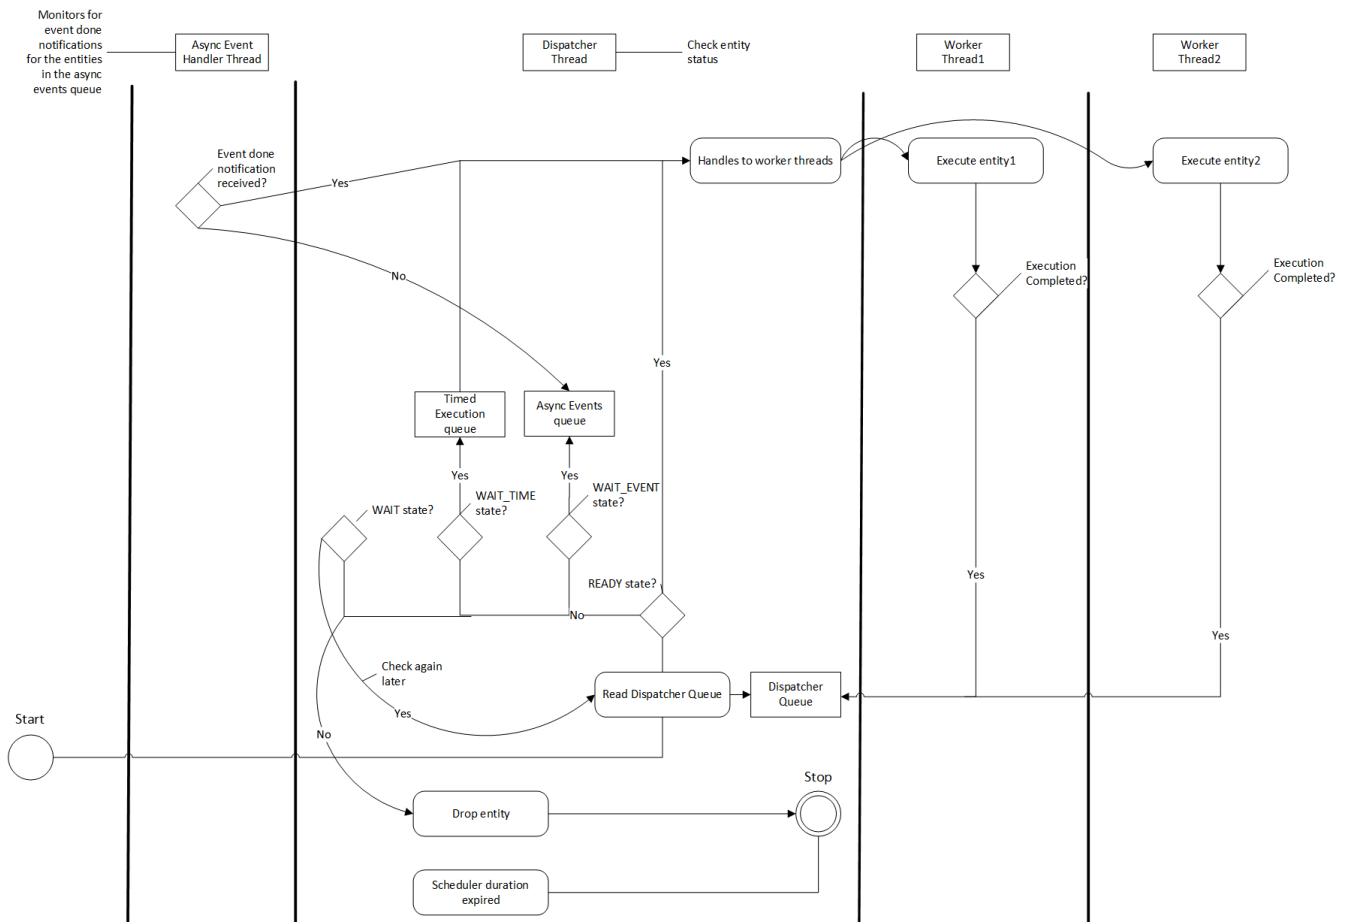 Monitors for
event done
notifications
for the entities
in the async
events queue
Async Event
Handler Thread
Dispatcher
Thread
Check entity
status
Worker
Thread1
Worker
Thread2
Event done
notification
received?
Yes
No
Handles to worker threads
Execute entity1
Execute entity2
Execution
Completed?
Execution
Completed?
Yes
Timed
Execution
queue
Async Events
queue
Yes
Yes
WAIT state?
WAIT_TIME
state?
WAIT_EVENT
state?
READY state?
No
Yes
Yes
Check again
later
Yes
No
Read Dispatcher Queue
Dispatcher
Queue
Start
Stop
Drop entity
Scheduler duration
expired